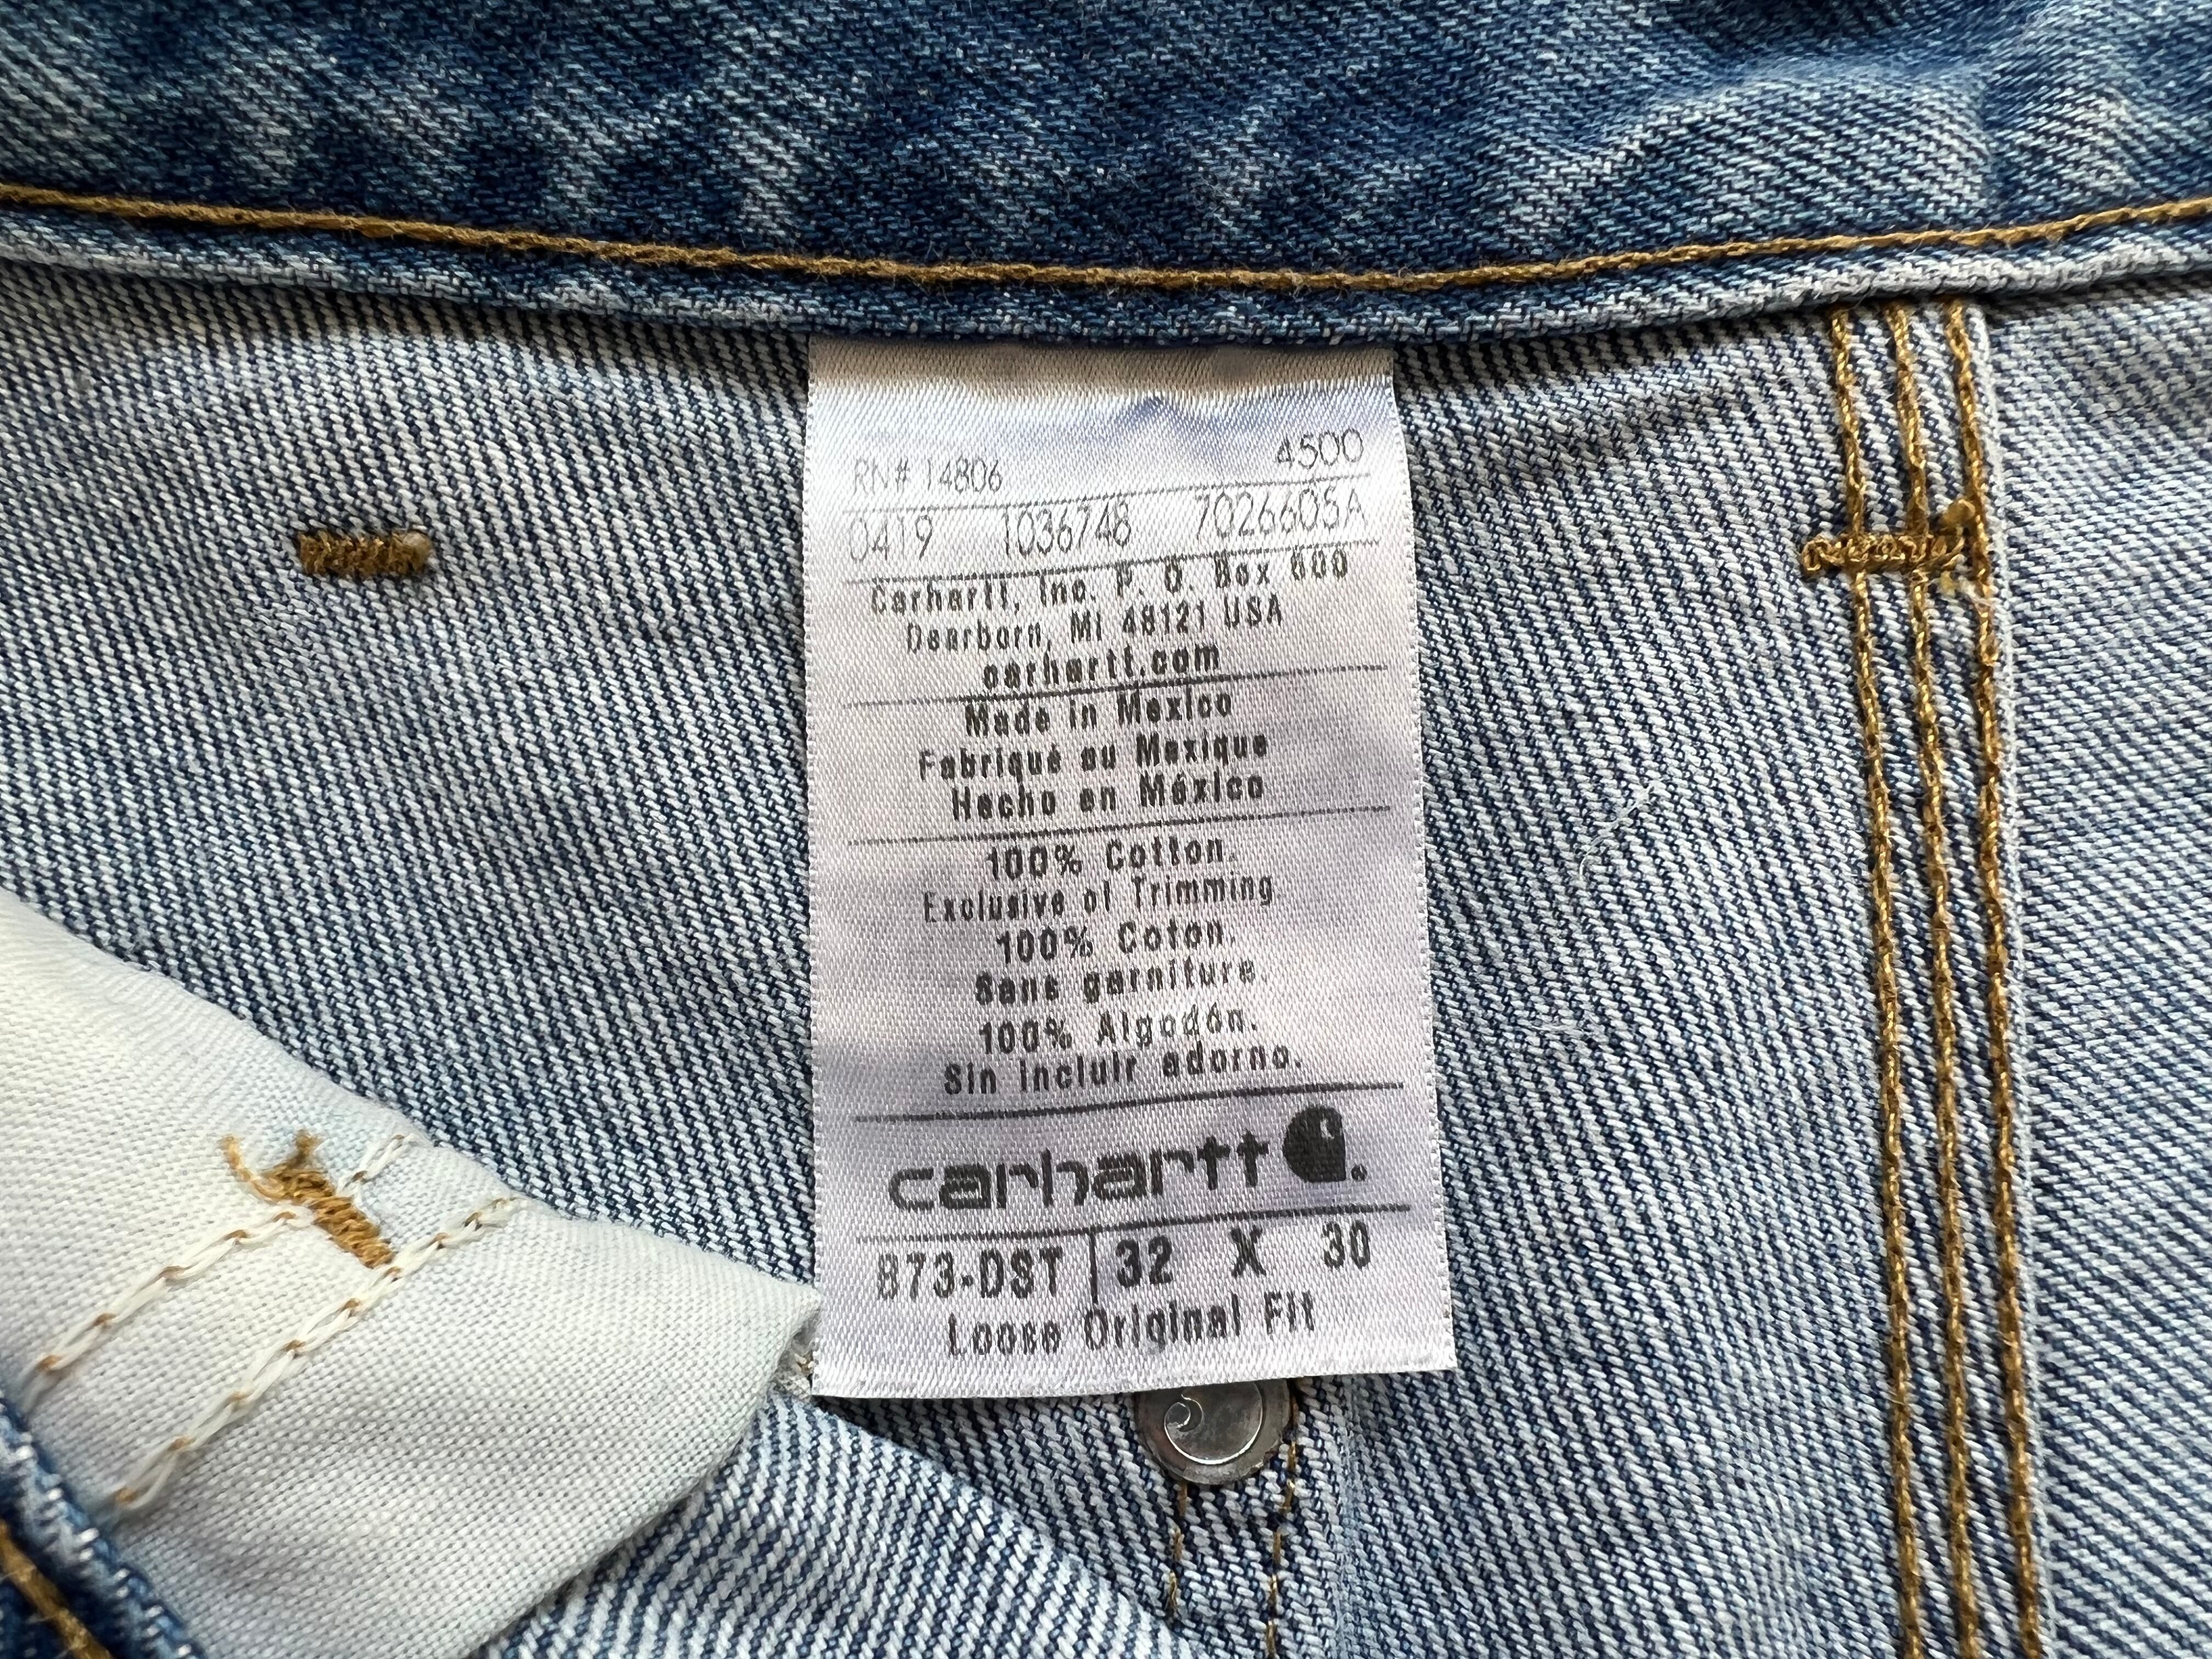 4500
RN# 14806
0419 1036748 7026605A
Carhartt, Inc. P. O. Box 600
Dearborn, MI 48121 USA
carhartt.com
Made in Mexico
Fabriqué au Mexique
Hecho en México
100% Cotton.
Exclusive of Trimming
100% Coton.
Sans garniture.
100% Algodón.
Sin incluir adorno.
carhartt
B73-DST | 32 X 30
Loose Original Fit